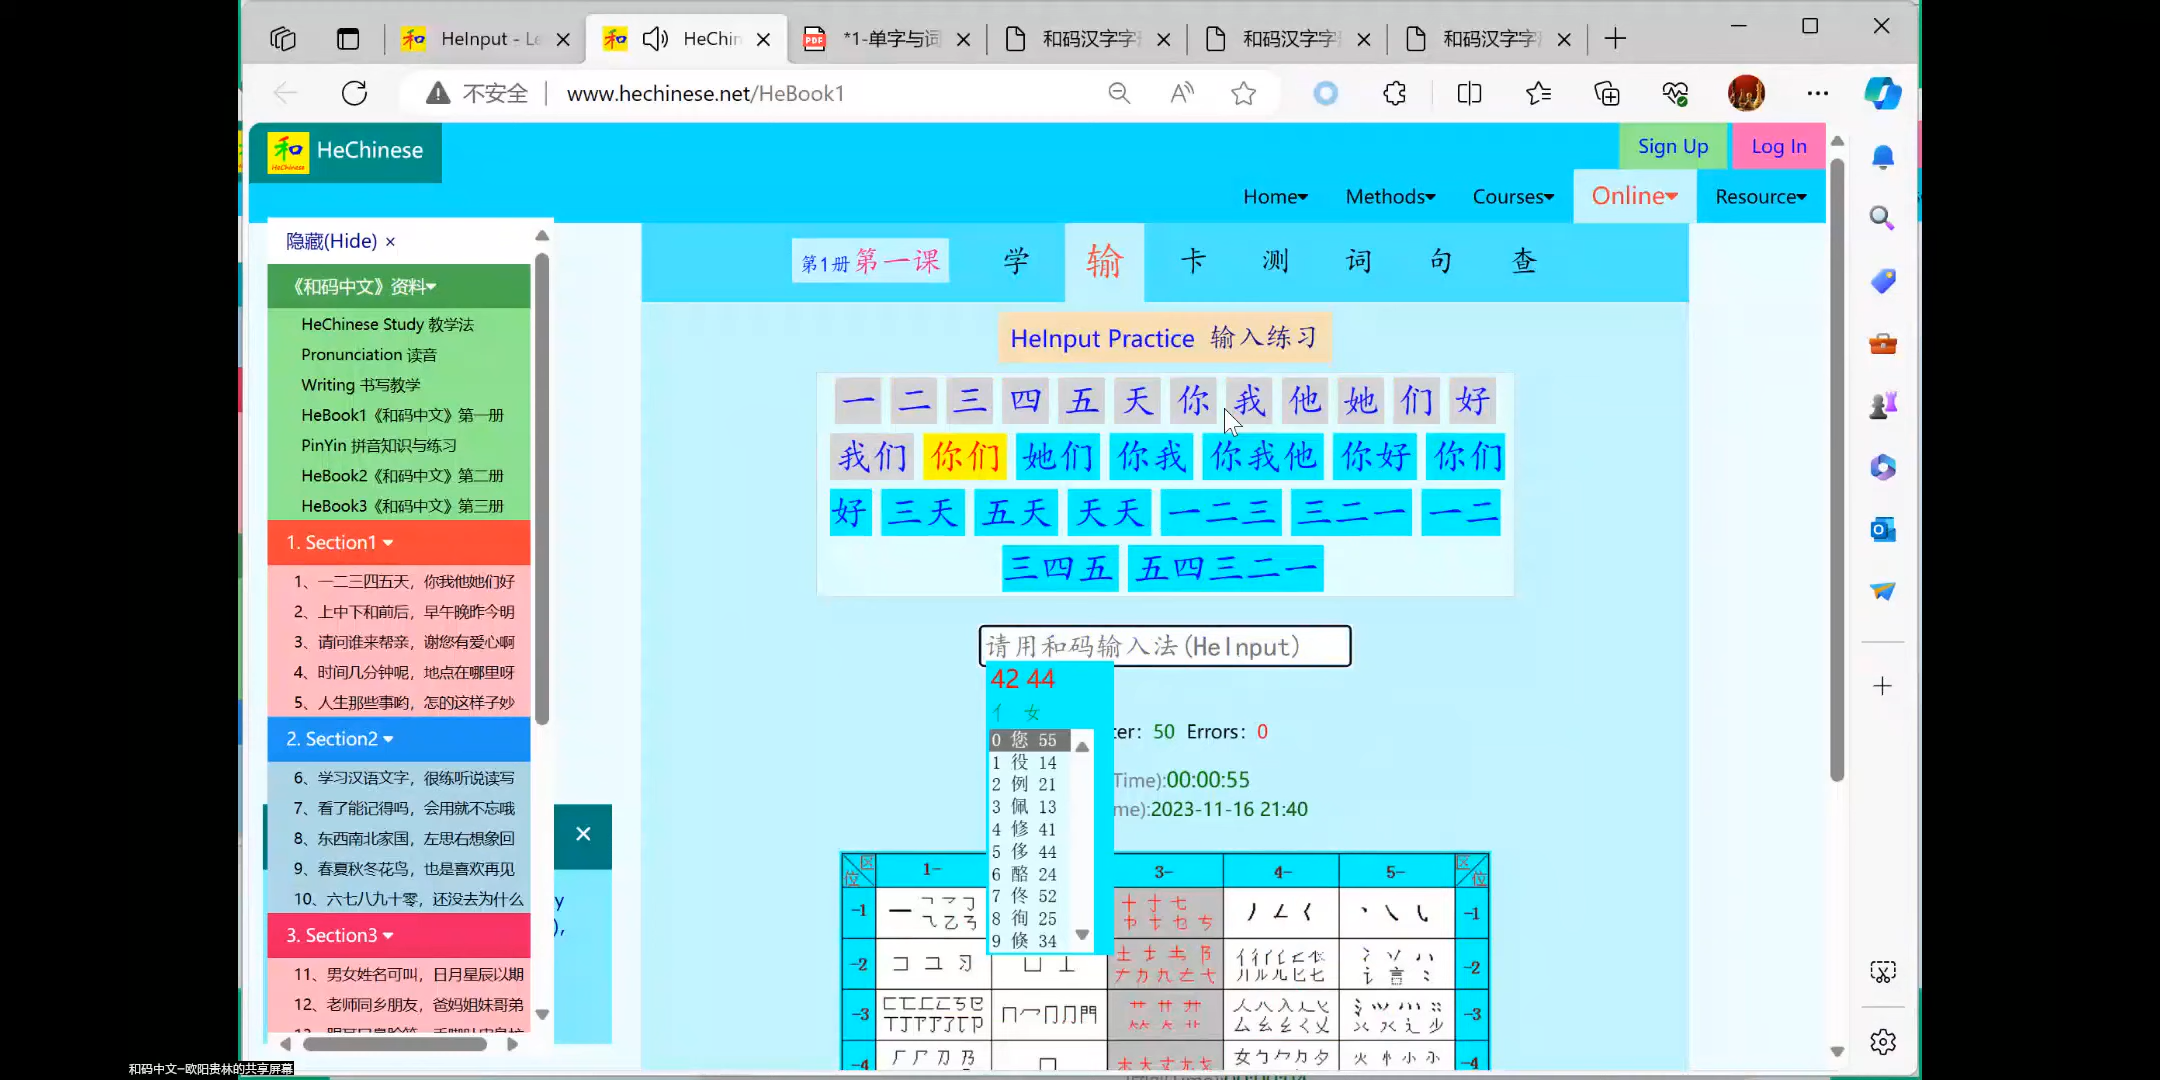 HeInput - Le
HeChin
*1-单字与词
和码汉字字
和码汉字字
和码汉字字
不安全
www.hechinese.net/HeBook1
和 HeChinese
Sign Up
Log In
Home▾ Methods▾ Courses▾ Online▾ Resource▾
隐藏(Hide) ×
《和码中文》资料▾
HeChinese Study 教学法
Pronunciation 读音
Writing 书写教学
HeBook1《和码中文》第一册
PinYin 拼音知识与练习
HeBook2《和码中文》第二册
HeBook3《和码中文》第三册
1. Section1
1、一二三四五天，你我他她们好
2、上中下和前后，早午晚昨今明
3、请问谁来帮亲，谢您有爱心啊
4、时间几分钟呢，地点在哪里呀
5、人生那些事哟，怎的这样子妙
2. Section2
6、学习汉语文字，很练听说读写
7、看了能记得吗，会用就不忘哦
8、东西南北家国，左思右想象回
9、春夏秋冬花鸟，也是喜欢再见
10、六七八九十零，还没去为什么
3. Section3
11、男女姓名可叫，日月星辰以期
12、老师同乡朋友，爸妈姐妹哥弟
第1册 第一课 学 输 卡 测 词 句 查
HeInput Practice 输入练习
一 二 三 四 五 天 你 我 他 她 们 好
我们 你们 她们 你我 你我他 你好 你们
好 三天 五天 天天 一二三 三二一 一二
三四五 五四三二一
请用和码输入法(HeInput)
42 44
亻 女
0 您 55
1 役 14
2 例 21
3 佩 13
4 修 41
5 侈 44
6 酩 24
7 佟 52
8 徇 25
9 倏 34
ter: 50 Errors: 0
Time):00:00:55
me):2023-11-16 21:40
区 位 1- 3- 4- 5- 区 位
-1 -1
-2 -2
-3 -3
-4 -4
和码中文-欧阳贵林的共享屏幕